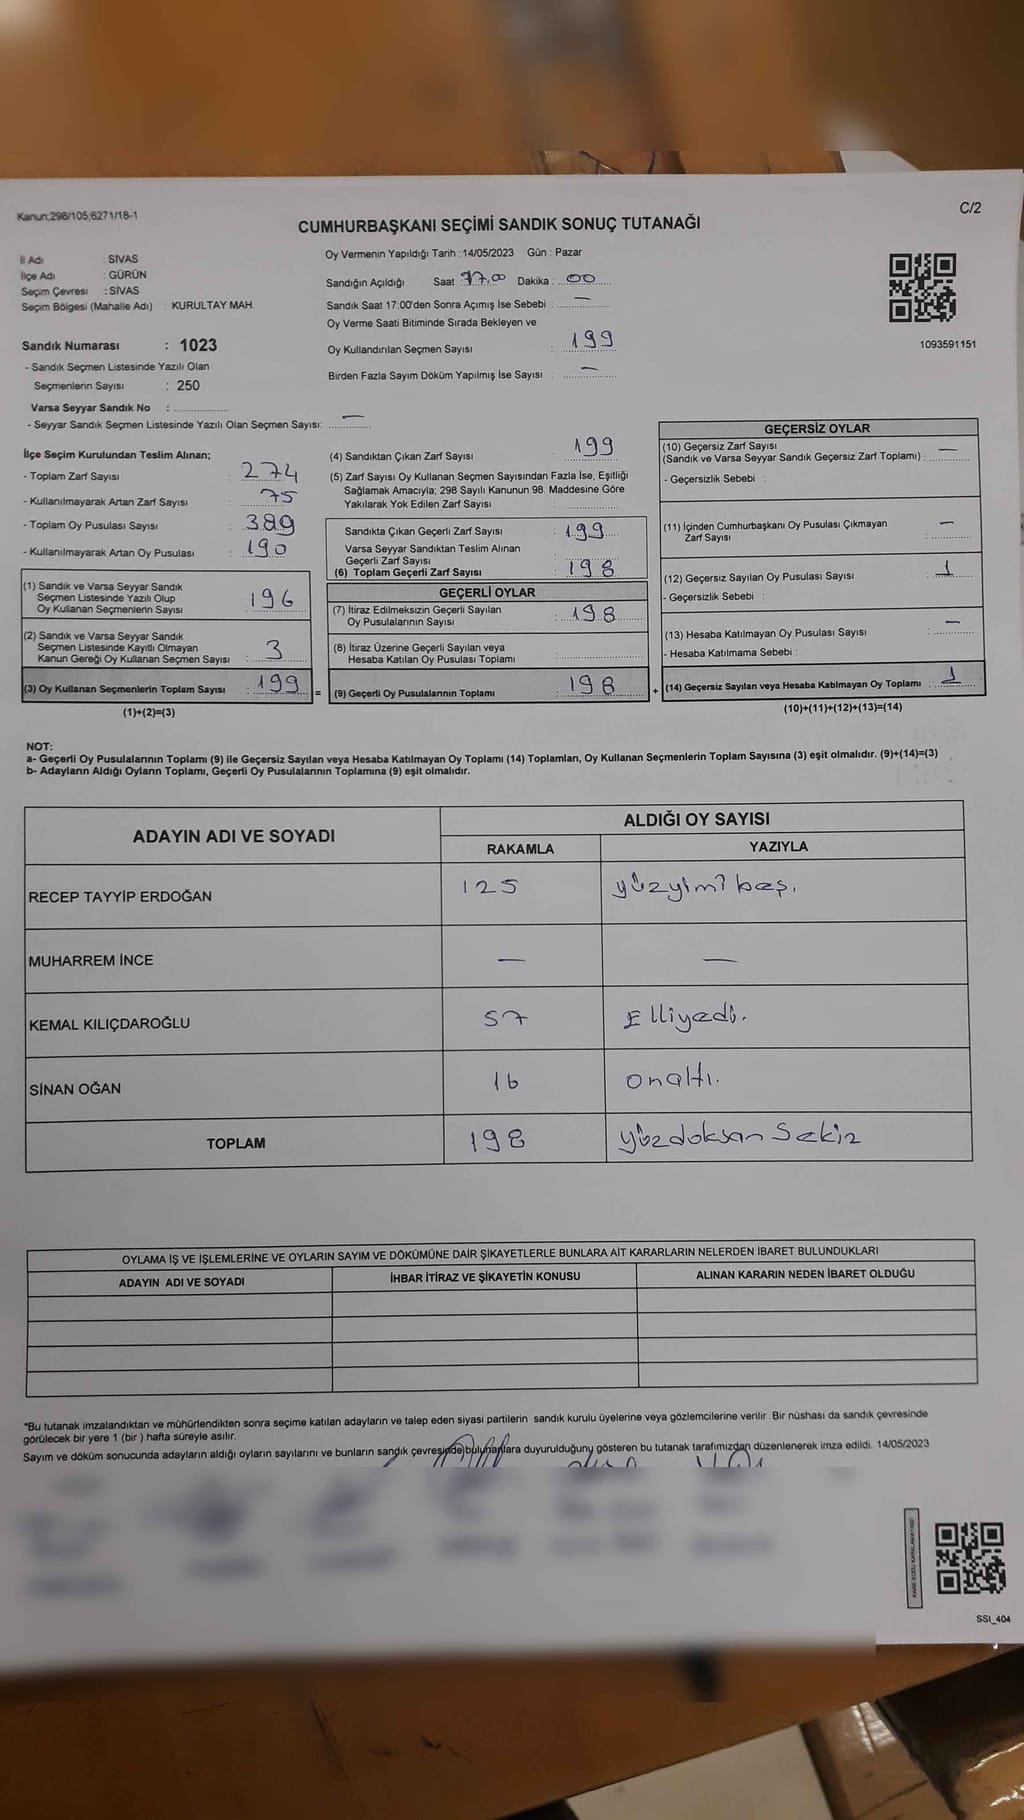 Kanun;298/105;6271/18-1
C/2
CUMHURBAŞKANI SEÇİMİ SANDIK SONUÇ TUTANAĞI
İl Adı : SİVAS
İlçe Adı : GÜRÜN
Seçim Çevresi : SİVAS
Seçim Bölgesi (Mahalle Adı) : KURULTAY MAH.
Sandık Numarası : 1023
- Sandık Seçmen Listesinde Yazılı Olan
Seçmenlerin Sayısı : 250
Varsa Seyyar Sandık No :
- Seyyar Sandık Seçmen Listesinde Yazılı Olan Seçmen Sayısı: —
Oy Vermenin Yapıldığı Tarih :14/05/2023 Gün : Pazar
Sandığın Açıldığı Saat 17.00 Dakika : 00
Sandık Saat 17:00'den Sonra Açımış İse Sebebi : —
Oy Verme Saati Bitiminde Sırada Bekleyen ve
Oy Kullandırılan Seçmen Sayısı : 199
Birden Fazla Sayım Döküm Yapılmış İse Sayısı : —
1093591151
İlçe Seçim Kurulundan Teslim Alınan;
- Toplam Zarf Sayısı : 274
- Kullanılmayarak Artan Zarf Sayısı : 75
- Toplam Oy Pusulası Sayısı : 389
- Kullanılmayarak Artan Oy Pusulası : 190
(1) Sandık ve Varsa Seyyar Sandık
Seçmen Listesinde Yazılı Olup
Oy Kullanan Seçmenlerin Sayısı : 196
(2) Sandık ve Varsa Seyyar Sandık
Seçmen Listesinde Kayıtlı Olmayan
Kanun Gereği Oy Kullanan Seçmen Sayısı : 3
(3) Oy Kullanan Seçmenlerin Toplam Sayısı : 199 =
(1)+(2)=(3)
(4) Sandıktan Çıkan Zarf Sayısı : 199
(5) Zarf Sayısı Oy Kullanan Seçmen Sayısından Fazla İse, Eşitliği
Sağlamak Amacıyla; 298 Sayılı Kanunun 98. Maddesine Göre
Yakılarak Yok Edilen Zarf Sayısı :
Sandıkta Çıkan Geçerli Zarf Sayısı : 199
Varsa Seyyar Sandıktan Teslim Alınan
Geçerli Zarf Sayısı
(6) Toplam Geçerli Zarf Sayısı : 198
GEÇERLİ OYLAR
(7) İtiraz Edilmeksizin Geçerli Sayılan
Oy Pusulalarının Sayısı : 198
(8) İtiraz Üzerine Geçerli Sayılan veya
Hesaba Katılan Oy Pusulası Toplamı :
(9) Geçerli Oy Pusulalarının Toplamı : 198 +
GEÇERSİZ OYLAR
(10) Geçersiz Zarf Sayısı
(Sandık ve Varsa Seyyar Sandık Geçersiz Zarf Toplamı) : —
- Geçersizlik Sebebi :
(11) İçinden Cumhurbaşkanı Oy Pusulası Çıkmayan
Zarf Sayısı : —
(12) Geçersiz Sayılan Oy Pusulası Sayısı : 1
- Geçersizlik Sebebi :
(13) Hesaba Katılmayan Oy Pusulası Sayısı : —
- Hesaba Katılmama Sebebi :
(14) Geçersiz Sayılan veya Hesaba Katılmayan Oy Toplamı : 1
(10)+(11)+(12)+(13)=(14)
NOT:
a- Geçerli Oy Pusulalarının Toplamı (9) ile Geçersiz Sayılan veya Hesaba Katılmayan Oy Toplamı (14) Toplamları, Oy Kullanan Seçmenlerin Toplam Sayısına (3) eşit olmalıdır. (9)+(14)=(3)
b- Adayların Aldığı Oyların Toplamı, Geçerli Oy Pusulalarının Toplamına (9) eşit olmalıdır.
ADAYIN ADI VE SOYADI ALDIĞI OY SAYISI
RAKAMLA YAZIYLA
RECEP TAYYİP ERDOĞAN 125 yüzyimi beş.
MUHARREM İNCE — —
KEMAL KILIÇDAROĞLU 57 Elliyedi.
SİNAN OĞAN 16 onaltı.
TOPLAM 198 yüzdoksan Sekiz
OYLAMA İŞ VE İŞLEMLERİNE VE OYLARIN SAYIM VE DÖKÜMÜNE DAİR ŞİKAYETLERLE BUNLARA AİT KARARLARIN NELERDEN İBARET BULUNDUKLARI
ADAYIN ADI VE SOYADI İHBAR İTİRAZ VE ŞİKAYETİN KONUSU ALINAN KARARIN NEDEN İBARET OLDUĞU
*Bu tutanak imzalandıktan ve mühürlendikten sonra seçime katılan adayların ve talep eden siyasi partilerin sandık kurulu üyelerine veya gözlemcilerine verilir. Bir nüshası da sandık çevresinde
görülecek bir yere 1 (bir ) hafta süreyle asılır.
Sayım ve döküm sonucunda adayların aldığı oyların sayılarını ve bunların sandık çevresinde bulunanlara duyurulduğunu gösteren bu tutanak tarafımızdan düzenlenerek imza edildi. 14/05/2023
SSI_404